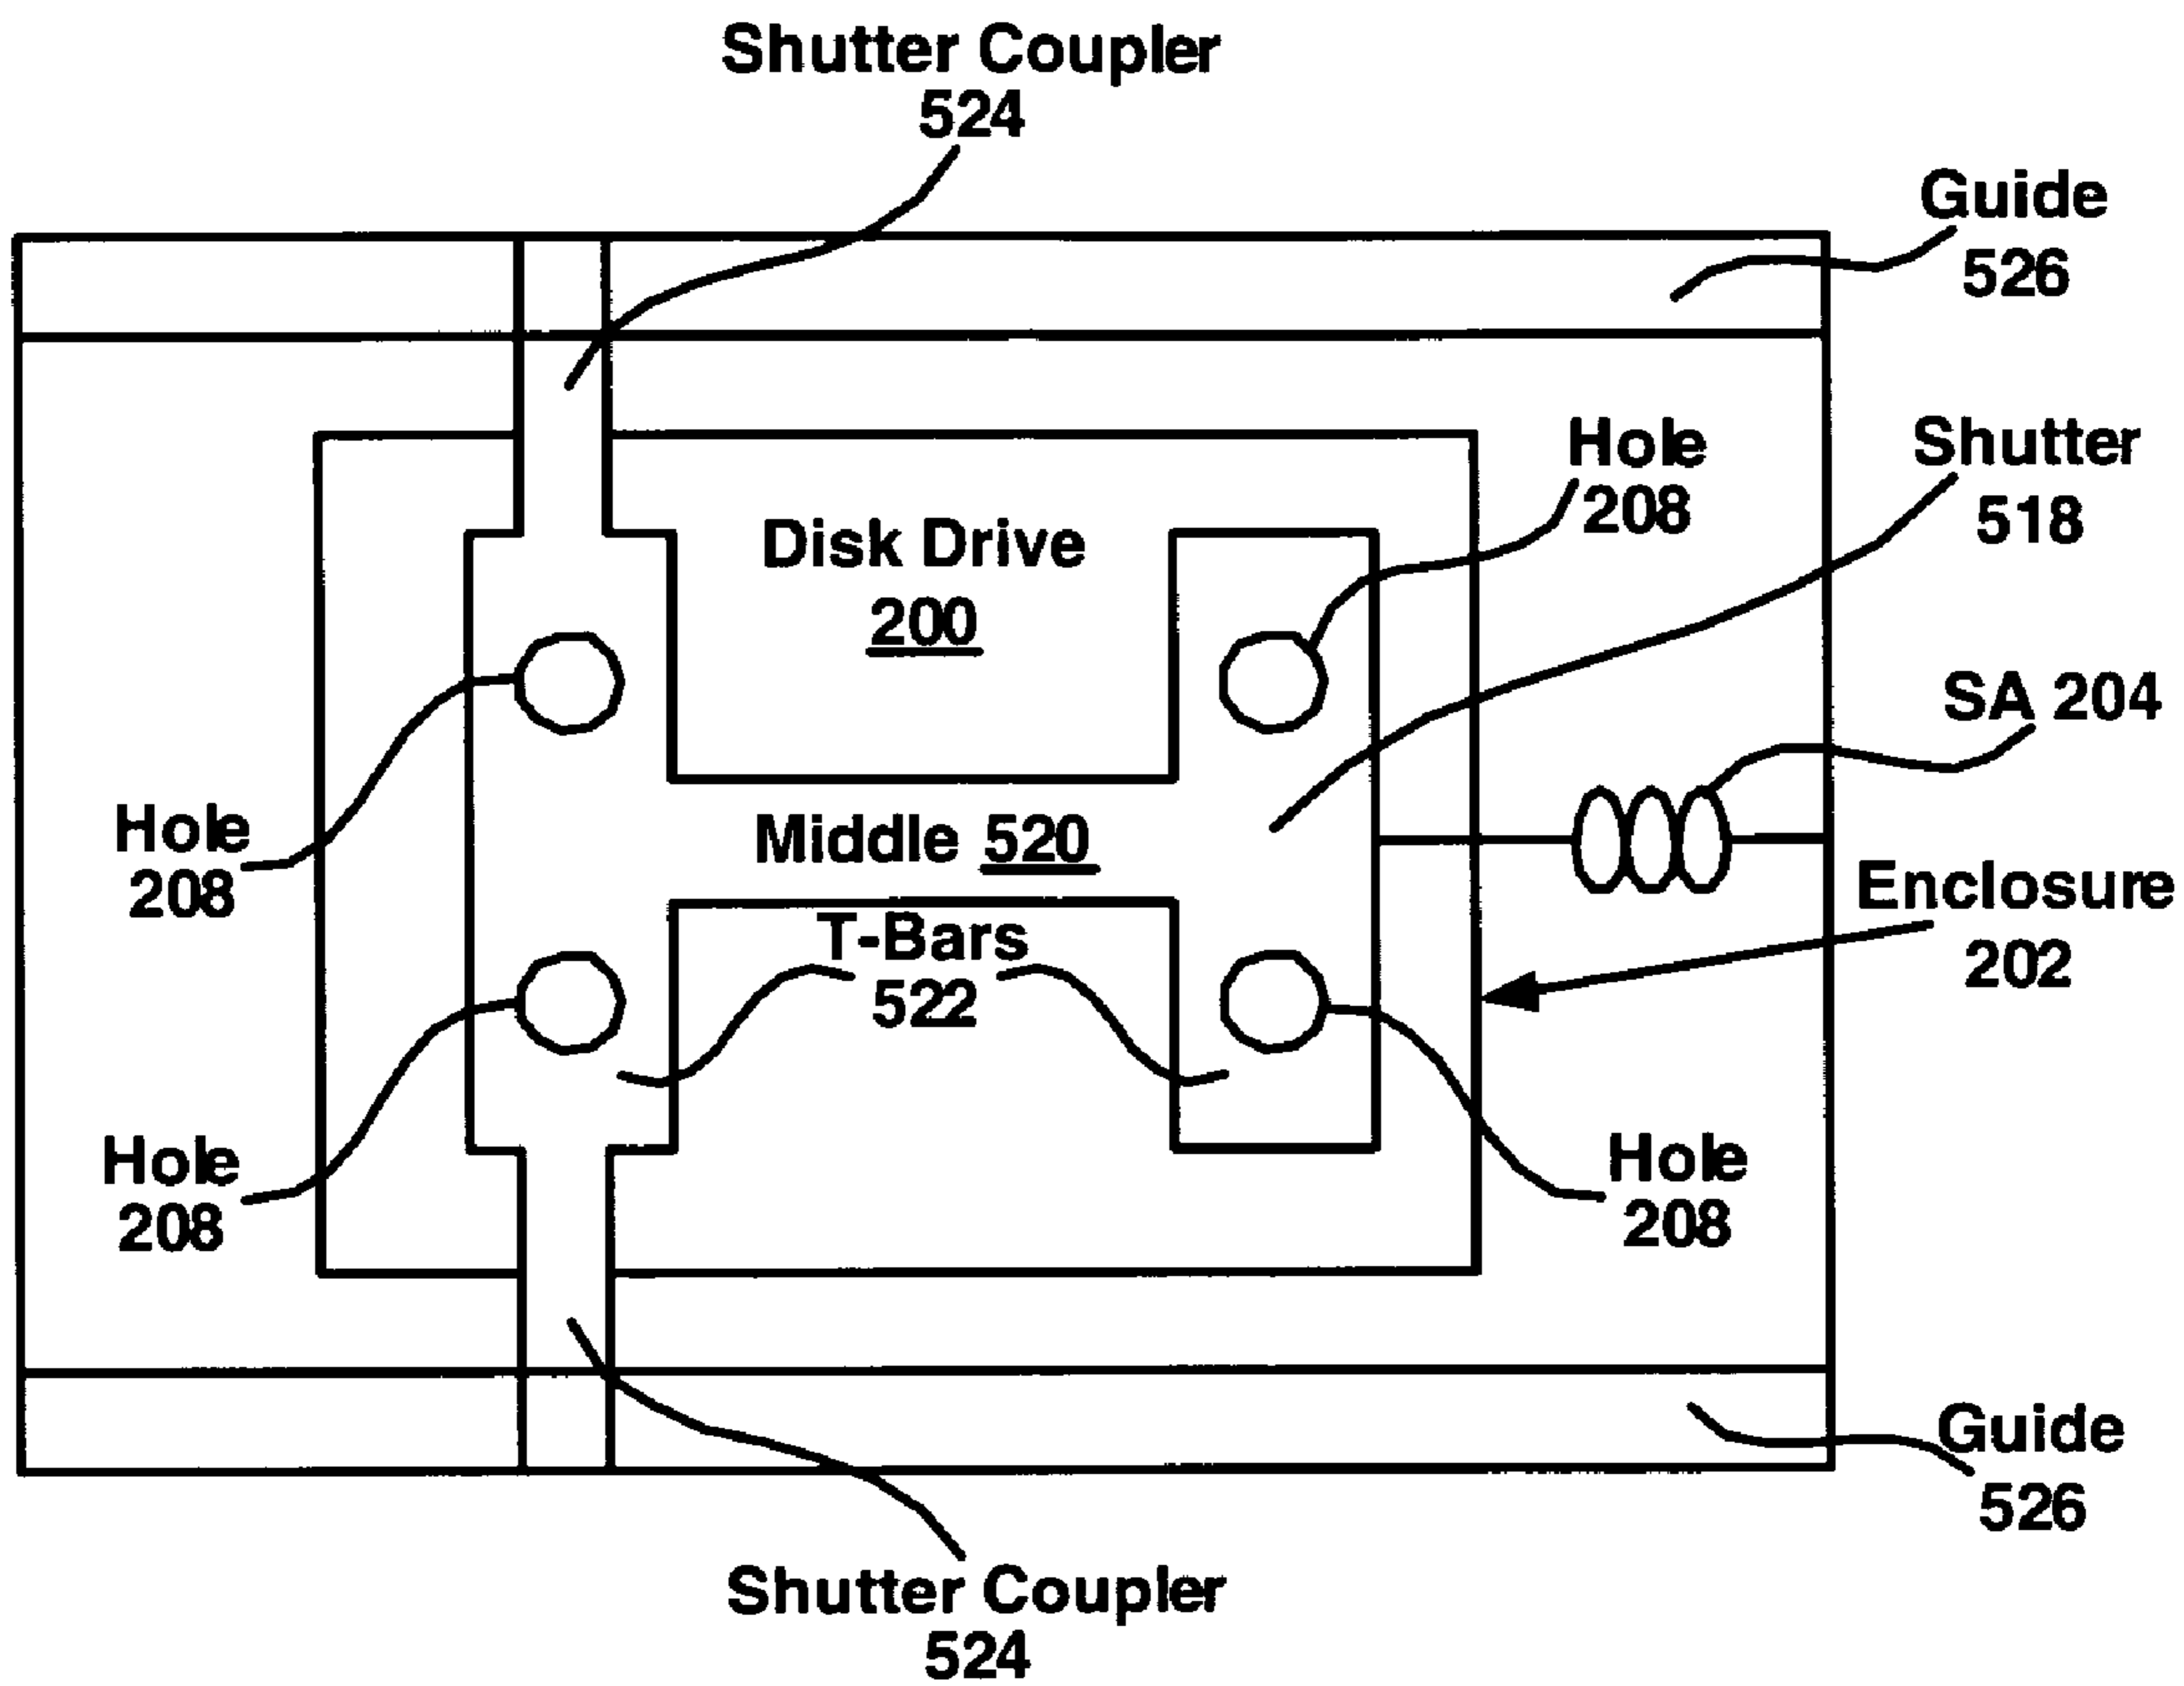 Shutter Coupler
524
Guide
526
Hole
208
Shutter
518
Disk Drive
200
SA 204
Hole
208
Middle 520
Enclosure
202
T-Bars
522
Hole
208
Hole
208
Guide
526
Shutter Coupler
524